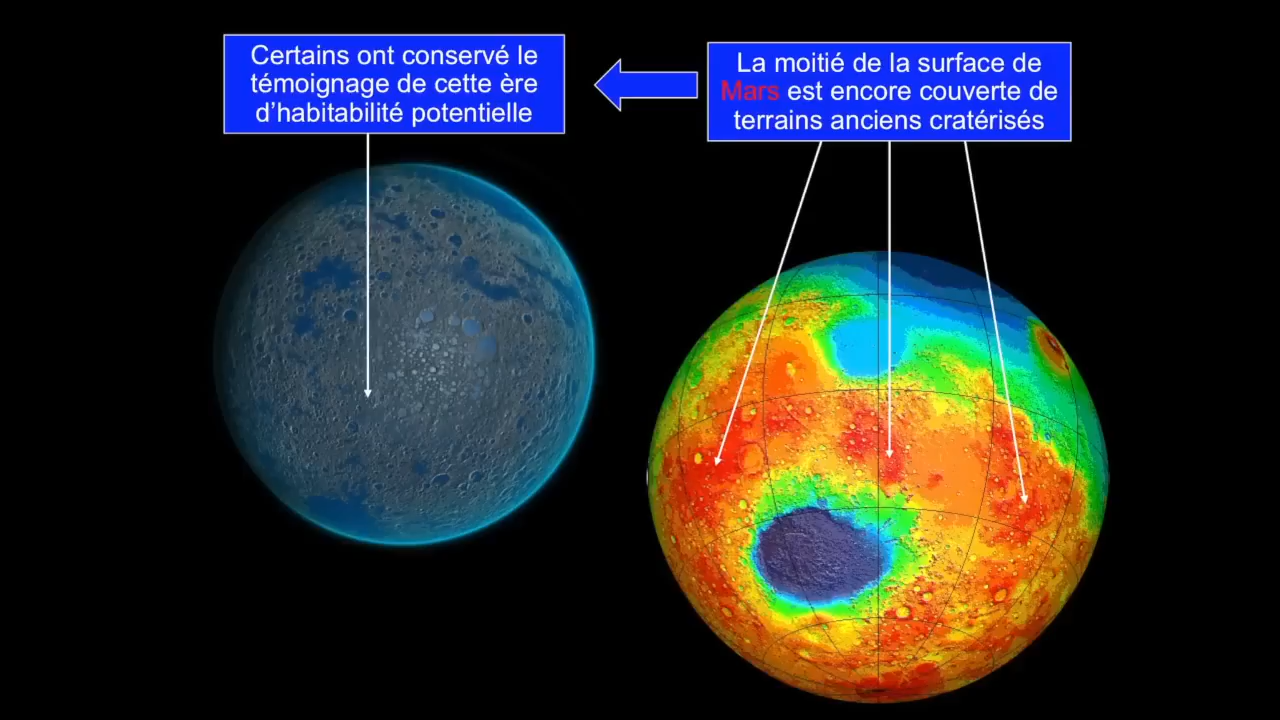 Certains ont conservé le
témoignage de cette ère
d’habitabilité potentielle
La moitié de la surface de
Mars est encore couverte de
terrains anciens cratérisés